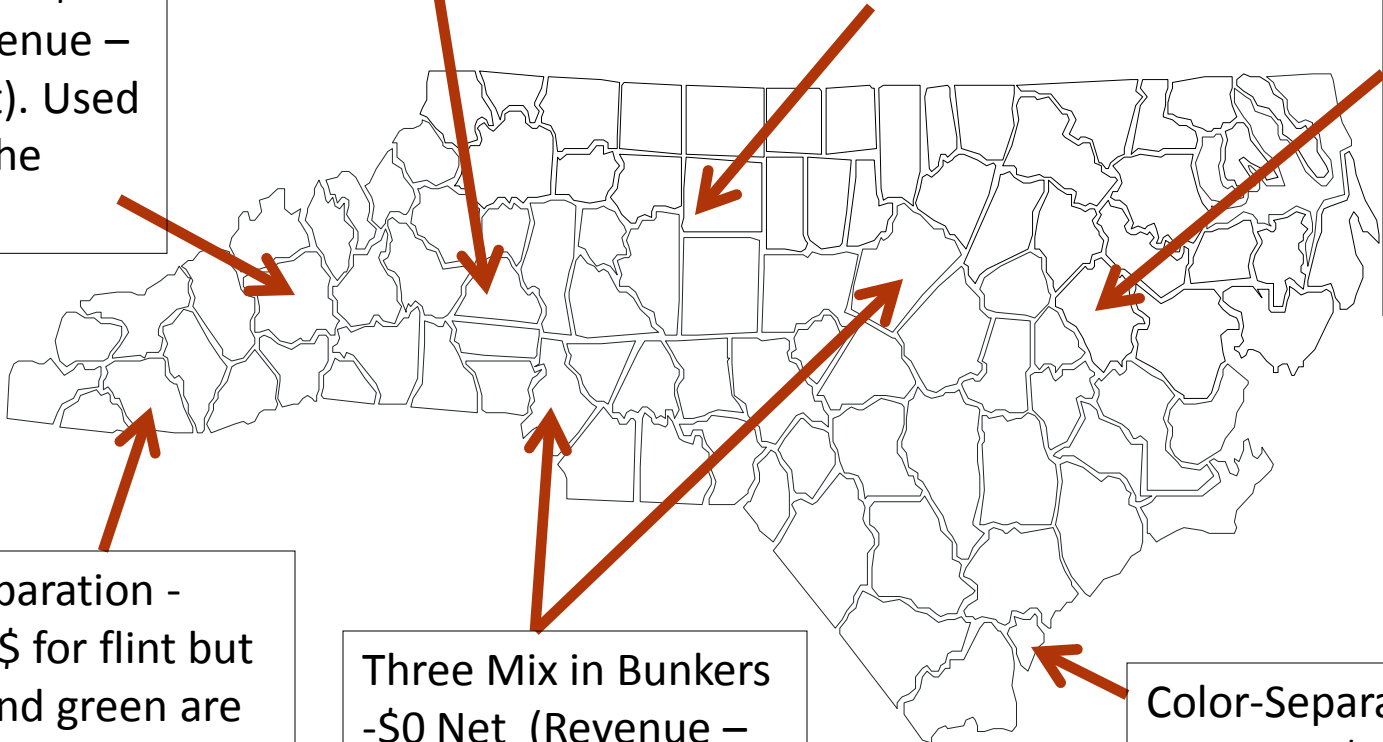 enue –
). Used
he
paration -
$ for flint but
nd green are
Three Mix in Bunkers
-$0 Net (Revenue –
Color-Separa